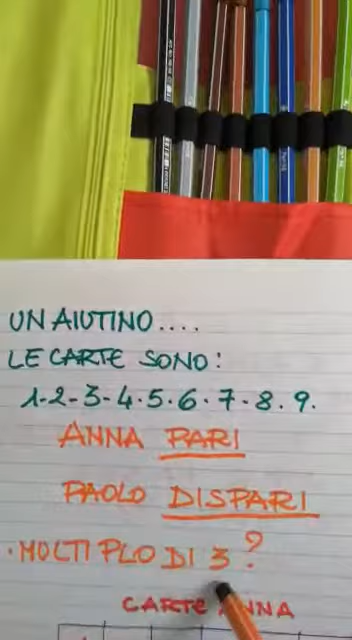 UN AIUTINO....
LE CARTE SONO:
1-2-3-4.5.6.7.8.9.
ANNA PARI
PAOLO DISPARI
.MOLTIPLO DI 3?
CARTE ANNA